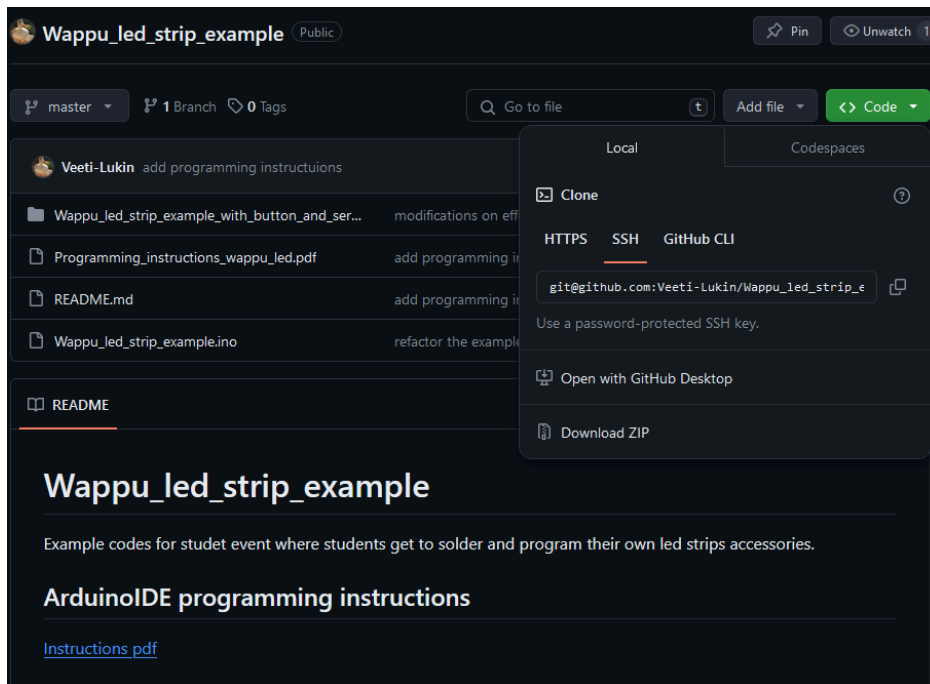 Wappu_led_strip_example Public
Pin
Unwatch 1
master
1 Branch
0 Tags
Go to file t
Add file
<> Code
Veeti-Lukin add programming instructuions
Wappu_led_strip_example_with_button_and_ser... modifications on eff
Programming_instructions_wappu_led.pdf add programming i
README.md add programming i
Wappu_led_strip_example.ino refactor the example
Local
Codespaces
Clone
HTTPS SSH GitHub CLI
git@github.com:Veeti-Lukin/Wappu_led_strip_e
Use a password-protected SSH key.
Open with GitHub Desktop
Download ZIP
README
Wappu_led_strip_example
Example codes for studet event where students get to solder and program their own led strips accessories.
ArduinoIDE programming instructions
Instructions pdf